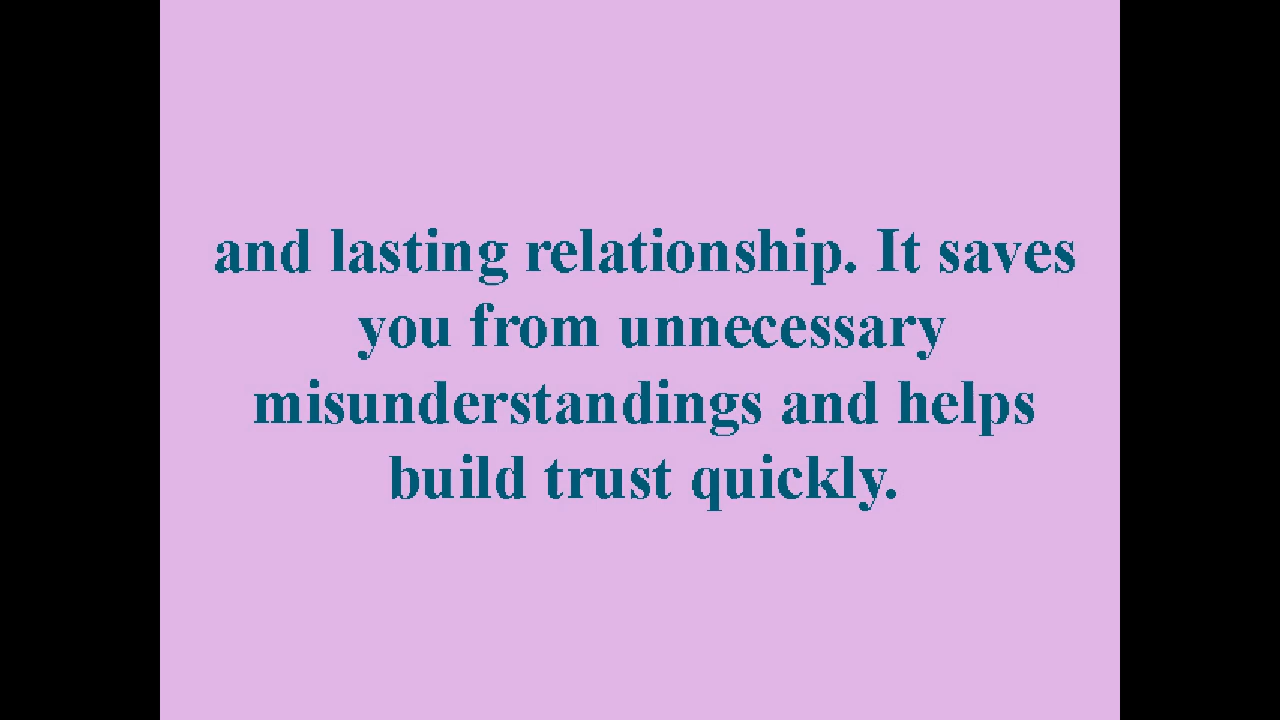 and lasting relationship. It saves
you from unnecessary
misunderstandings and helps
build trust quickly.